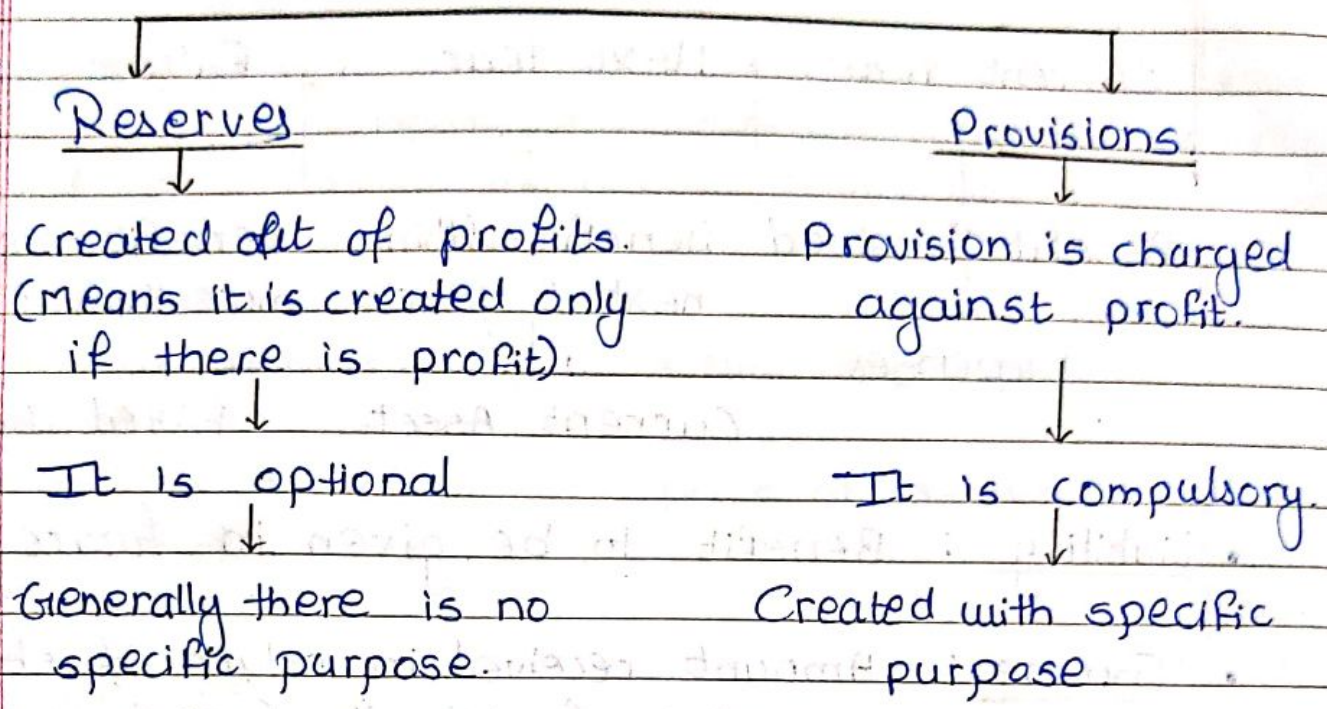 Reserves
Created out of profits.
(Means it is created only
if there is profit).
It is optional
Generally there is no
specific purpose.
Provisions.
Provision is charged
against profit.
It is compulsory.
Created with specific
purpose